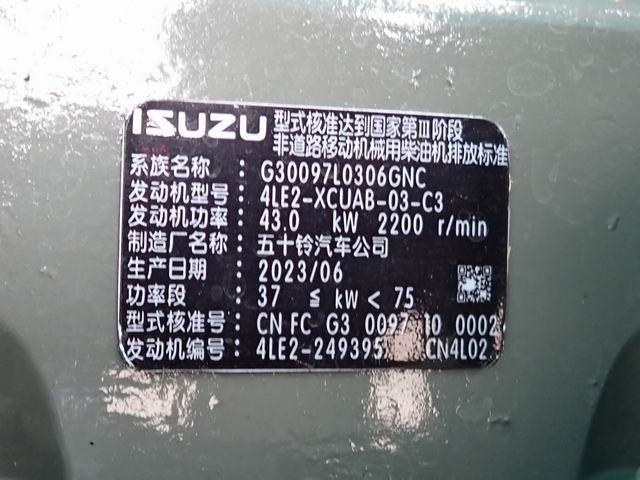 ISUZU 型式核准达到国家第Ⅲ阶段
非道路移动机械用柴油机排放标准
系族名称：G30097L0306GNC
发动机型号：4LE2-XCUAB-03-C3
发动机功率：43.0 kW 2200 r/min
制造厂名称：五十铃汽车公司
生产日期：2023/06
功率段：37 ≦ kW < 75
型式核准号：CN FC G3 0097 0002
发动机编号：4LE2-249395 CN4L02